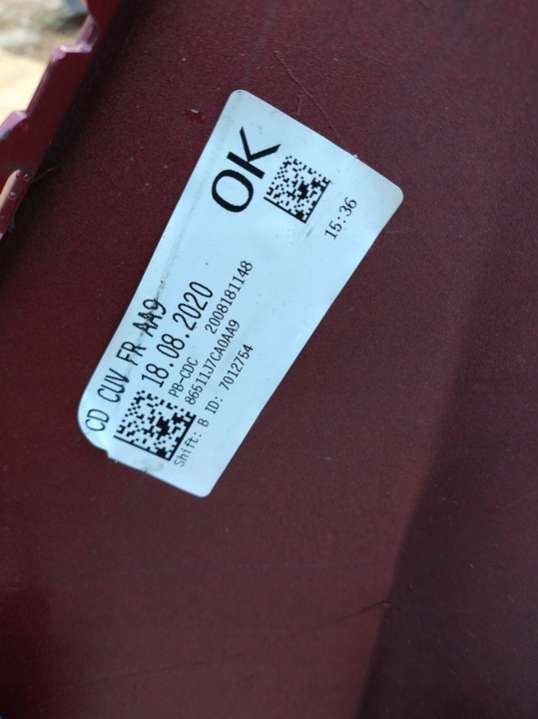 OK
15:36
CD CUV FR AA9
18.08.2020
PB-CDC 2008181148
86511J7CA0AA9
Shift: B ID: 7012754